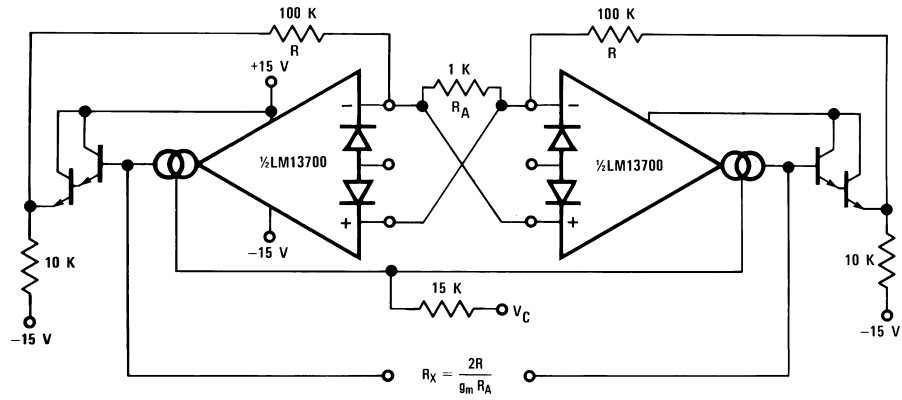 100 K
R
100 K
R
+15 V
1 K
R_A
−
−
½LM13700
½LM13700
+
+
−15 V
10 K
−15 V
15 K
V_C
10 K
−15 V
R_X = 2R / g_m R_A